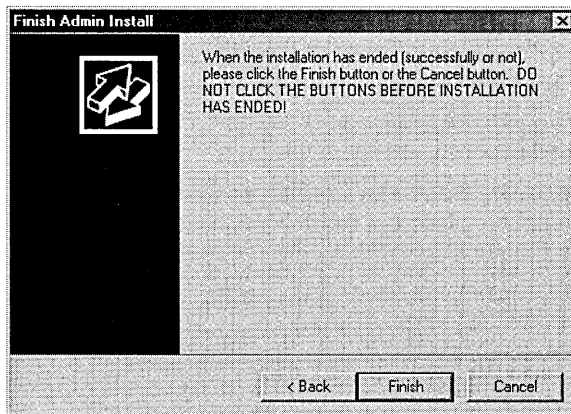 Finish Admin Install
When the installation has ended (successfully or not),
please click the Finish button or the Cancel button. DO
NOT CLICK THE BUTTONS BEFORE INSTALLATION
HAS ENDED!
< Back
Finish
Cancel